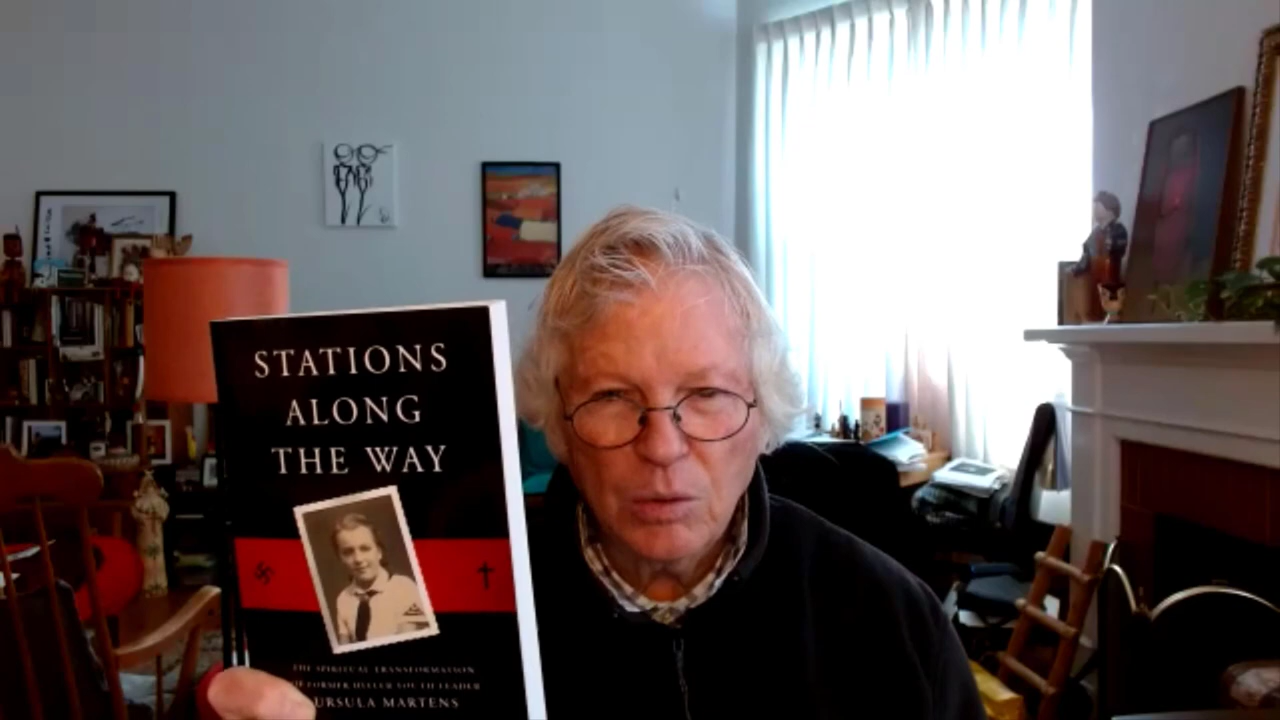 STATIONS
ALONG
THE WAY
THE SPIRITUAL TRANSFORMATION
FORMER HITLER YOUTH LEADER
URSULA MARTENS